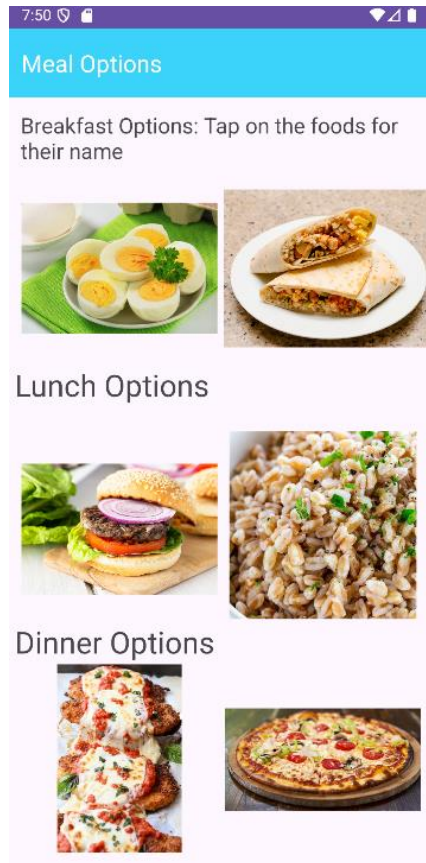 7:50
Meal Options
Breakfast Options: Tap on the foods for
their name
Lunch Options
Dinner Options